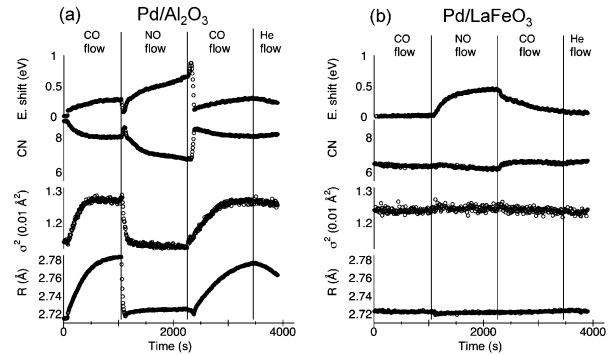 (a) Pd/Al₂O₃
CO flow
NO flow
CO flow
He flow
E. shift (eV)
1
0.5
0
CN
8
6
σ² (0.01 Å²)
1.3
1.2
R (Å)
2.78
2.76
2.74
2.72
0 2000 4000
Time (s)
(b) Pd/LaFeO₃
CO flow
NO flow
CO flow
He flow
E. shift (eV)
1
0.5
0
CN
8
6
σ² (0.01 Å²)
1.3
1.2
R (Å)
2.78
2.76
2.74
2.72
0 2000 4000
Time (s)